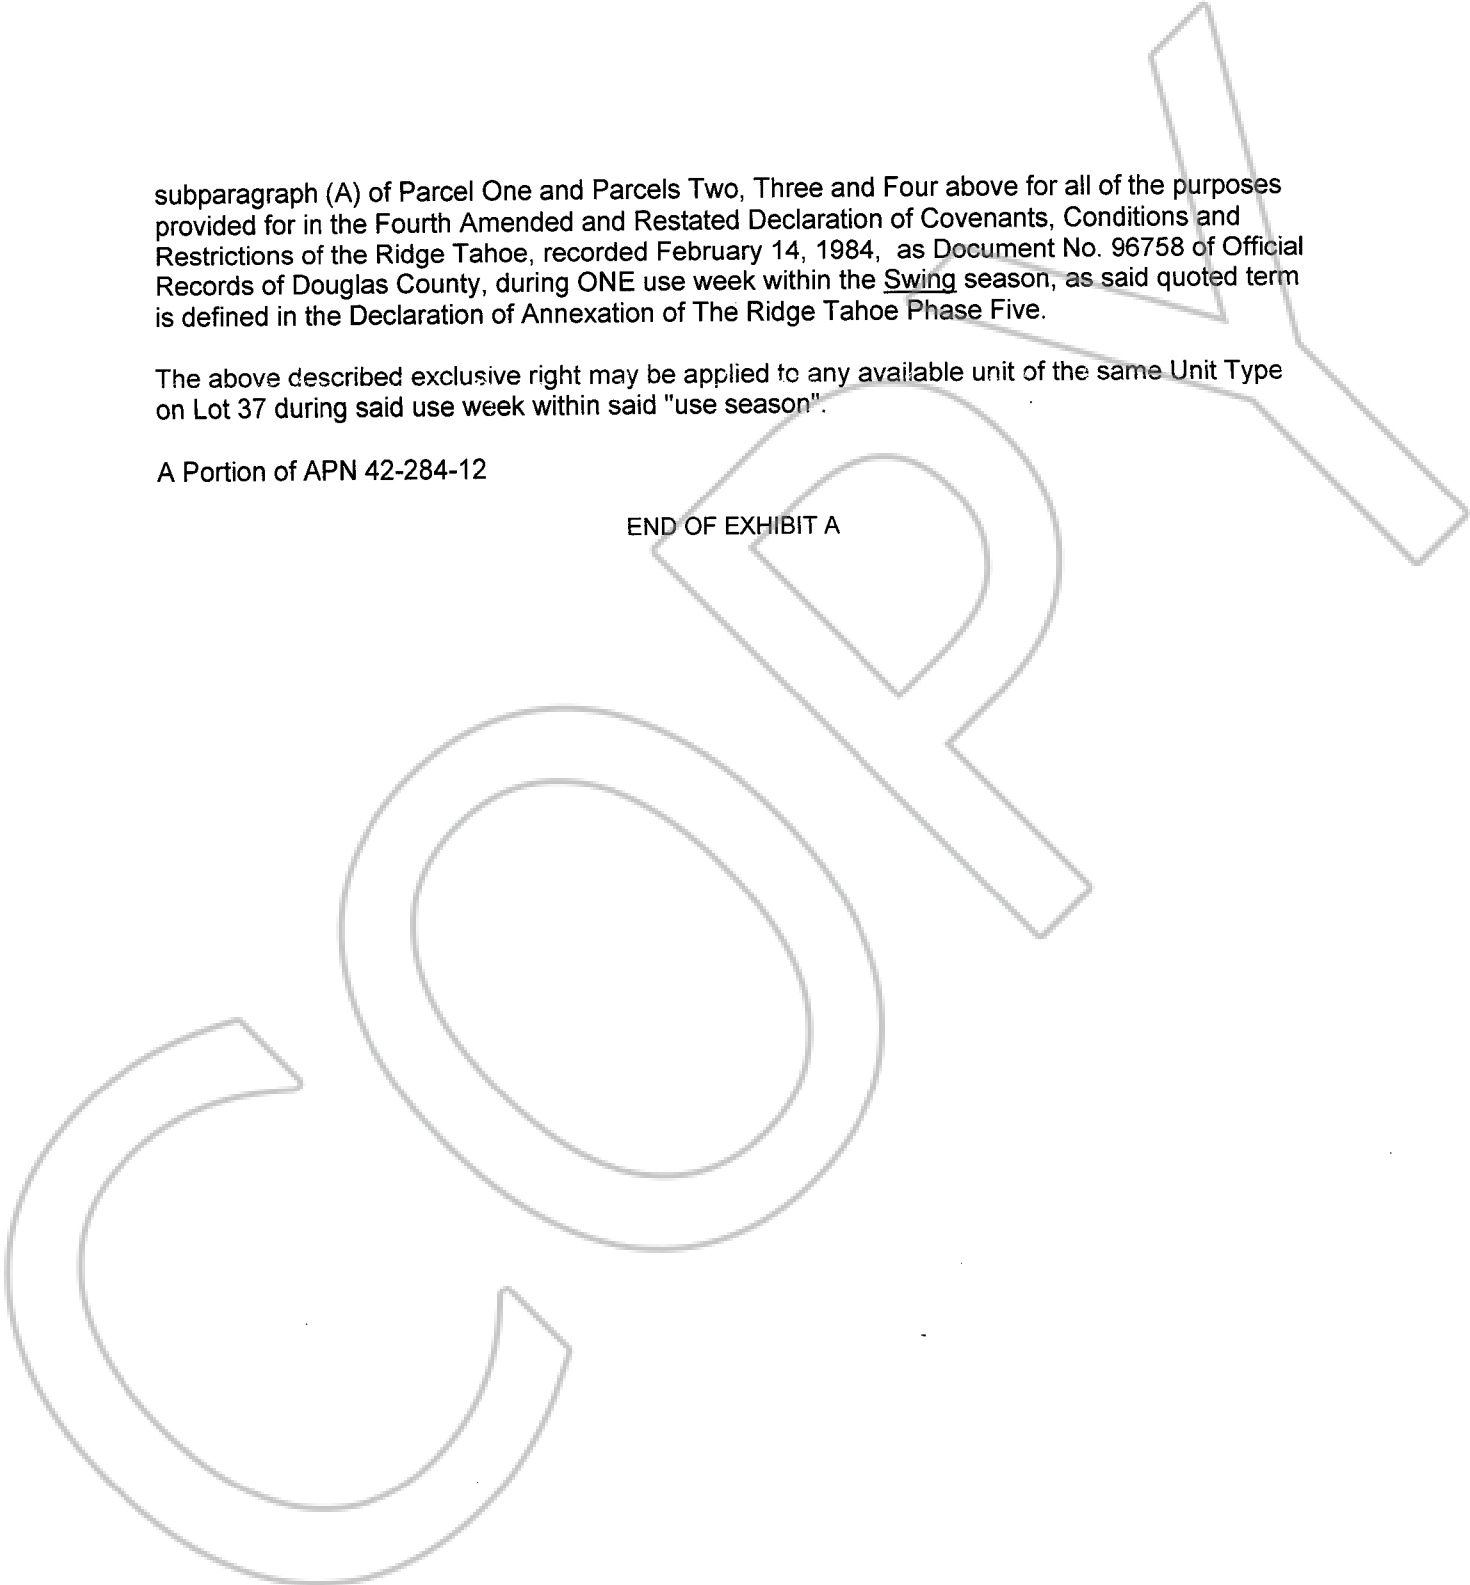 subparagraph (A) of Parcel One and Parcels Two, Three and Four above for all of the purposes
provided for in the Fourth Amended and Restated Declaration of Covenants, Conditions and
Restrictions of the Ridge Tahoe, recorded February 14, 1984, as Document No. 96758 of Official
Records of Douglas County, during ONE use week within the Swing season, as said quoted term
is defined in the Declaration of Annexation of The Ridge Tahoe Phase Five.
The above described exclusive right may be applied to any available unit of the same Unit Type
on Lot 37 during said use week within said "use season".
A Portion of APN 42-284-12
END OF EXHIBIT A
COPY